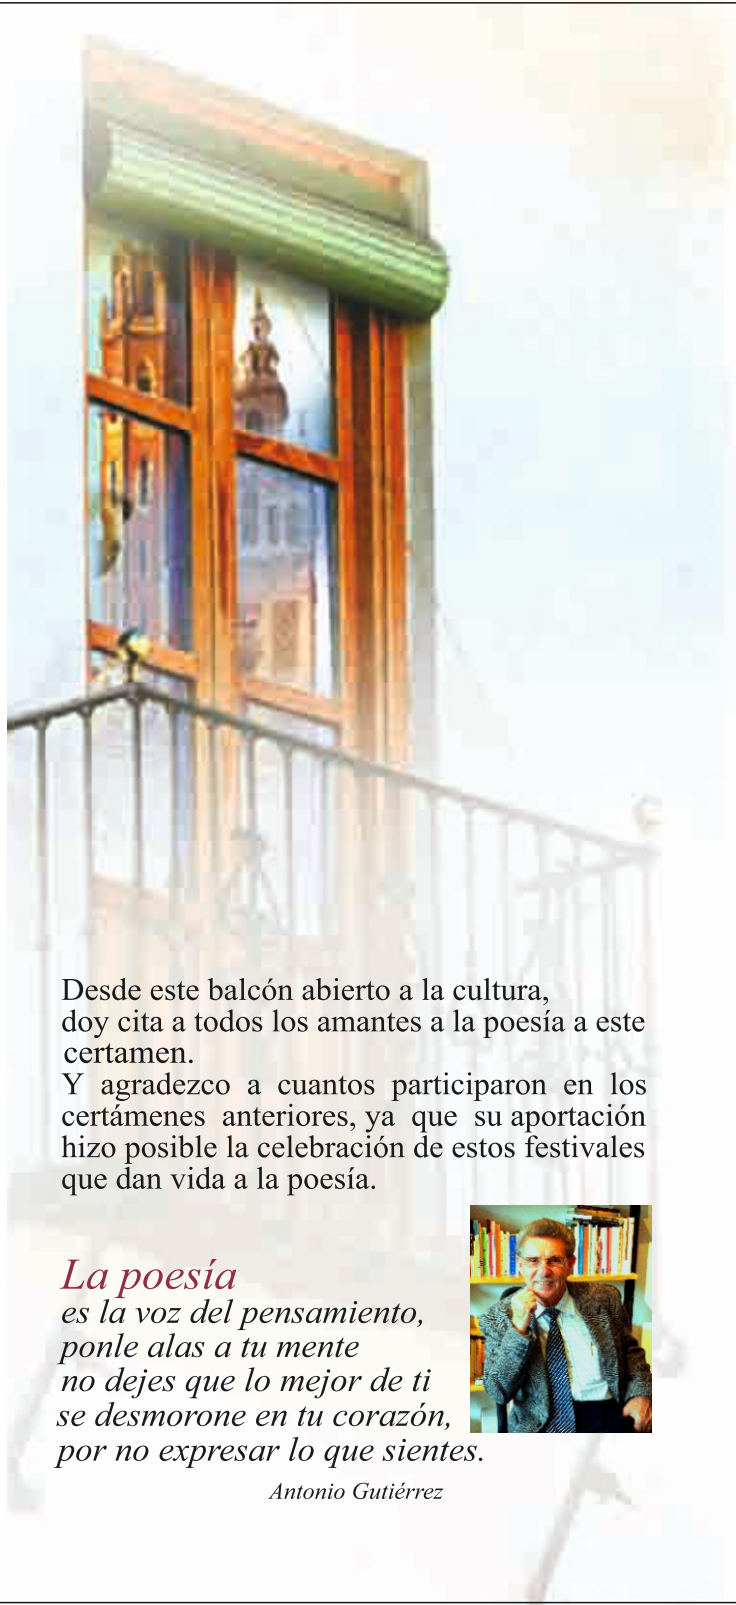 Desde este balcón abierto a la cultura,
doy cita a todos los amantes a la poesía a este
certamen.
Y agradezco a cuantos participaron en los
certámenes anteriores, ya que su aportación
hizo posible la celebración de estos festivales
que dan vida a la poesía.
La poesía
es la voz del pensamiento,
ponle alas a tu mente
no dejes que lo mejor de ti
se desmorone en tu corazón,
por no expresar lo que sientes.
Antonio Gutiérrez